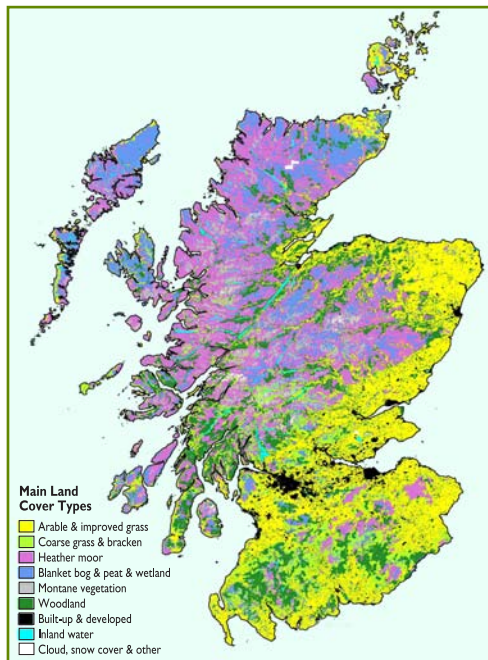 Main Land
Cover Types
Arable & improved grass
Coarse grass & bracken
Heather moor
Blanket bog & peat & wetland
Montane vegetation
Woodland
Built-up & developed
Inland water
Cloud, snow cover & other